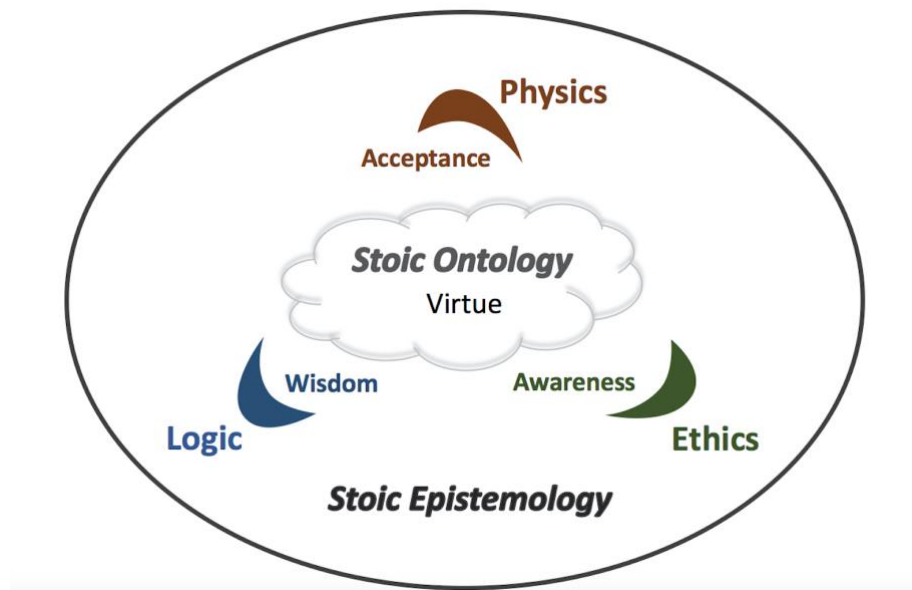 Physics
Acceptance
Stoic Ontology
Virtue
Wisdom
Awareness
Logic
Ethics
Stoic Epistemology